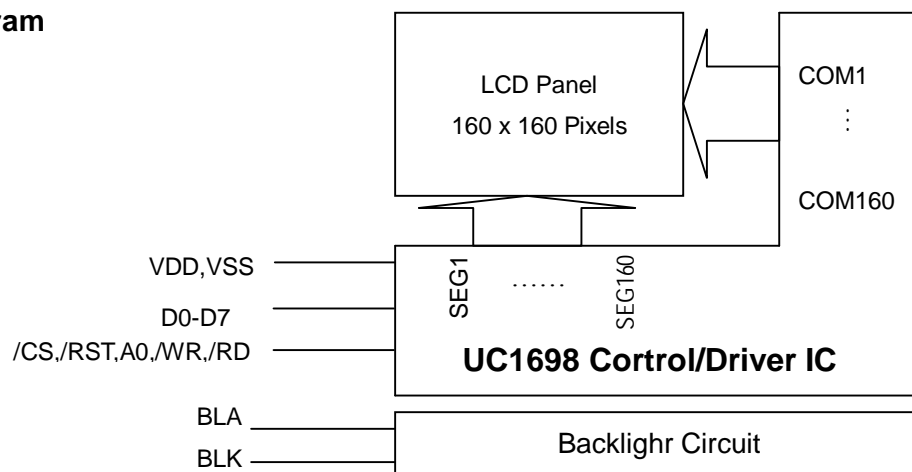 ram
LCD Panel
160 x 160 Pixels
COM1
⋮
COM160
VDD,VSS
D0-D7
/CS,/RST,A0,/WR,/RD
SEG1
......
SEG160
UC1698 Cortrol/Driver IC
BLA
BLK
Backlighr Circuit